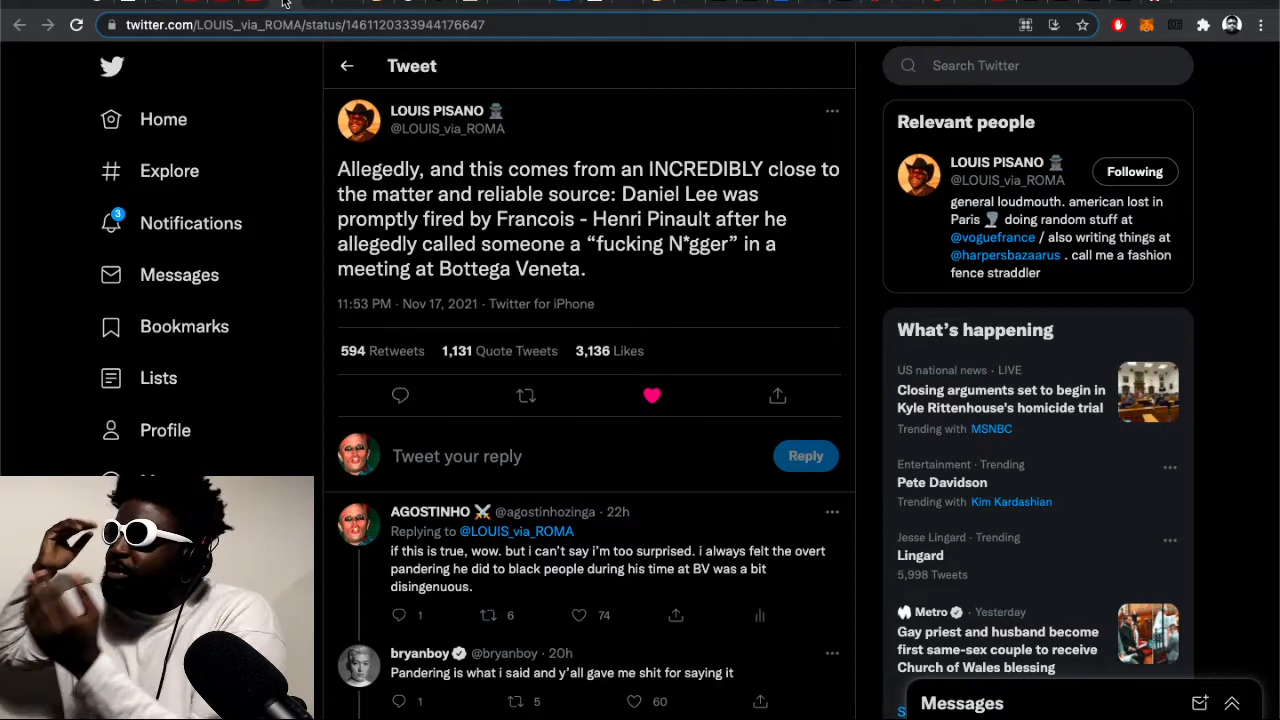 twitter.com/LOUIS_via_ROMA/status/1461120333944176647
Tweet
Search Twitter
Home
Explore
3
Notifications
Messages
Bookmarks
Lists
Profile
LOUIS PISANO
@LOUIS_via_ROMA
Allegedly, and this comes from an INCREDIBLY close to
the matter and reliable source: Daniel Lee was
promptly fired by Francois - Henri Pinault after he
allegedly called someone a “fucking N*gger” in a
meeting at Bottega Veneta.
11:53 PM · Nov 17, 2021 · Twitter for iPhone
594 Retweets 1,131 Quote Tweets 3,136 Likes
Tweet your reply
Reply
AGOSTINHO ⚔ @agostinhozinga · 22h
Replying to @LOUIS_via_ROMA
if this is true, wow. but i can’t say i’m too surprised. i always felt the overt
pandering he did to black people during his time at BV was a bit
disingenuous.
1 6 74
bryanboy @bryanboy · 20h
Pandering is what i said and y’all gave me shit for saying it
1 5 60
Relevant people
LOUIS PISANO
@LOUIS_via_ROMA
Following
general loudmouth. american lost in
Paris doing random stuff at
@voguefrance / also writing things at
@harpersbazaarus . call me a fashion
fence straddler
What’s happening
US national news · LIVE
Closing arguments set to begin in
Kyle Rittenhouse's homicide trial
Trending with MSNBC
Entertainment · Trending
Pete Davidson
Trending with Kim Kardashian
Jesse Lingard · Trending
Lingard
5,998 Tweets
Metro · Yesterday
Gay priest and husband become
first same-sex couple to receive
Church of Wales blessing
Messages